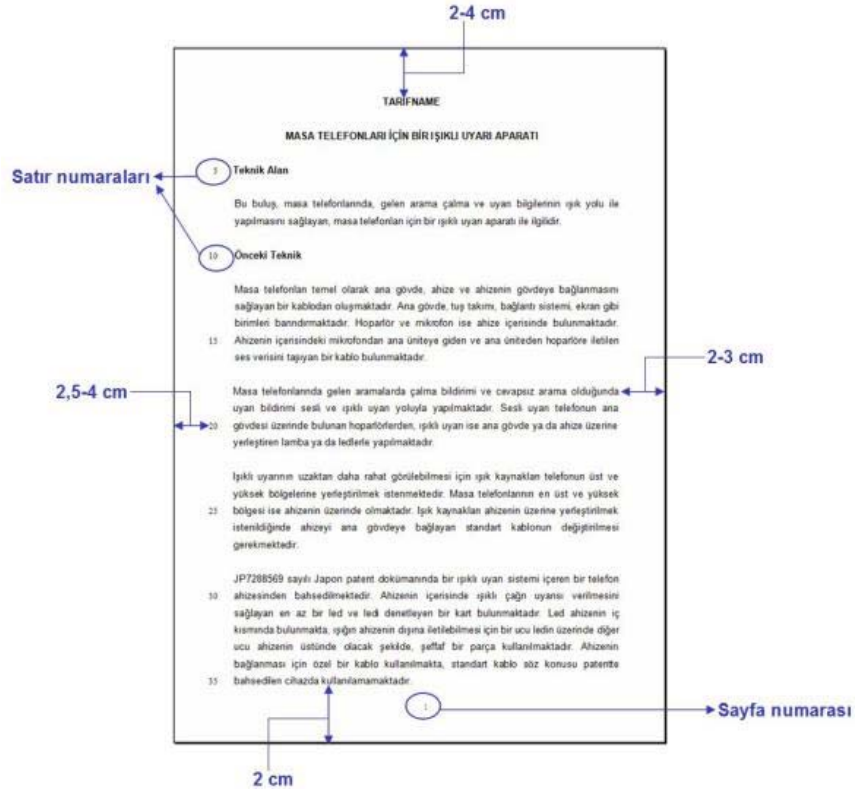 2-4 cm
TARİFNAME
MASA TELEFONLARI İÇİN BİR IŞIKLI UYARI APARATI
Satır numaraları
5 Teknik Alan
Bu buluş, masa telefonlarında, gelen arama çalma ve uyarı bilgilerinin ışık yolu ile
yapılmasını sağlayan, masa telefonları için bir ışıklı uyarı aparatı ile ilgilidir.
10 Önceki Teknik
Masa telefonları temel olarak ana gövde, ahize ve ahizenin gövdeye bağlanmasını
sağlayan bir kablodan oluşmaktadır. Ana gövde, tuş takımı, bağlantı sistemi, ekran gibi
birimleri barındırmaktadır. Hoparlör ve mikrofon ise ahize içerisinde bulunmaktadır.
15 Ahizenin içerisindeki mikrofondan ana üniteye giden ve ana üniteden hoparlöre iletilen
ses verisini taşıyan bir kablo bulunmaktadır.
2-3 cm
2,5-4 cm
Masa telefonlarında gelen aramalarda çalma bildirimi ve cevapsız arama olduğunda
uyarı bildirimi sesli ve ışıklı uyarı yoluyla yapılmaktadır. Sesli uyarı telefonun ana
20 gövdesi üzerinde bulunan hoparlörlerden, ışıklı uyarı ise ana gövde ya da ahize üzerine
yerleştiren lamba ya da ledlerle yapılmaktadır.
Işıklı uyarının uzaktan daha rahat görülebilmesi için ışık kaynakları telefonun üst ve
yüksek bölgelerine yerleştirilmek istenmektedir. Masa telefonlarının en üst ve yüksek
25 bölgesi ise ahizenin üzerinde olmaktadır. Işık kaynakları ahizenin üzerine yerleştirilmek
istenildiğinde ahizeyi ana gövdeye bağlayan standart kablonun değiştirilmesi
gerekmektedir.
JP7288569 sayılı Japon patent dokümanında bir ışıklı uyarı sistemi içeren bir telefon
30 ahizesinden bahsedilmektedir. Ahizenin içerisinde ışıklı çağrı uyarısı verilmesini
sağlayan en az bir led ve ledi denetleyen bir kart bulunmaktadır. Led ahizenin iç
kısmında bulunmakta, ışığın ahizenin dışına iletilebilmesi için bir ucu ledin üzerinde diğer
ucu ahizenin üstünde olacak şekilde, şeffaf bir parça kullanılmaktadır. Ahizenin
bağlanması için özel bir kablo kullanılmakta, standart kablo söz konusu patentte
35 bahsedilen cihazda kullanılamamaktadır.
1
Sayfa numarası
2 cm